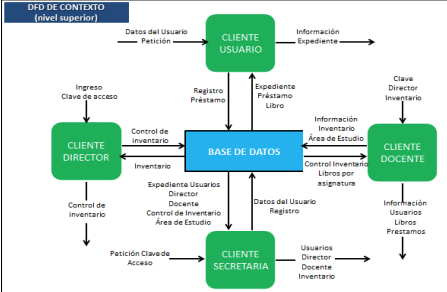 DFD DE CONTEXTO
(nivel superior)
Datos del Usuario
Petición
CLIENTE
USUARIO
Información
Expediente
Ingreso
Clave de acceso
Registro
Préstamo
Expediente
Préstamo
Libro
Clave
Director
Inventario
CLIENTE
DIRECTOR
Control de
inventario
Inventario
BASE DE DATOS
Información
Inventario
Área de Estudio
Control Inventario
Libros por
asignatura
CLIENTE
DOCENTE
Control de
inventario
Expediente Usuarios
Director
Docente
Control de Inventario
Área de Estudio
Datos del Usuario
Registro
Información
Usuarios
Libros
Prestamos
Petición Clave de
Acceso
CLIENTE
SECRETARIA
Usuarios
Director
Docente
Inventario